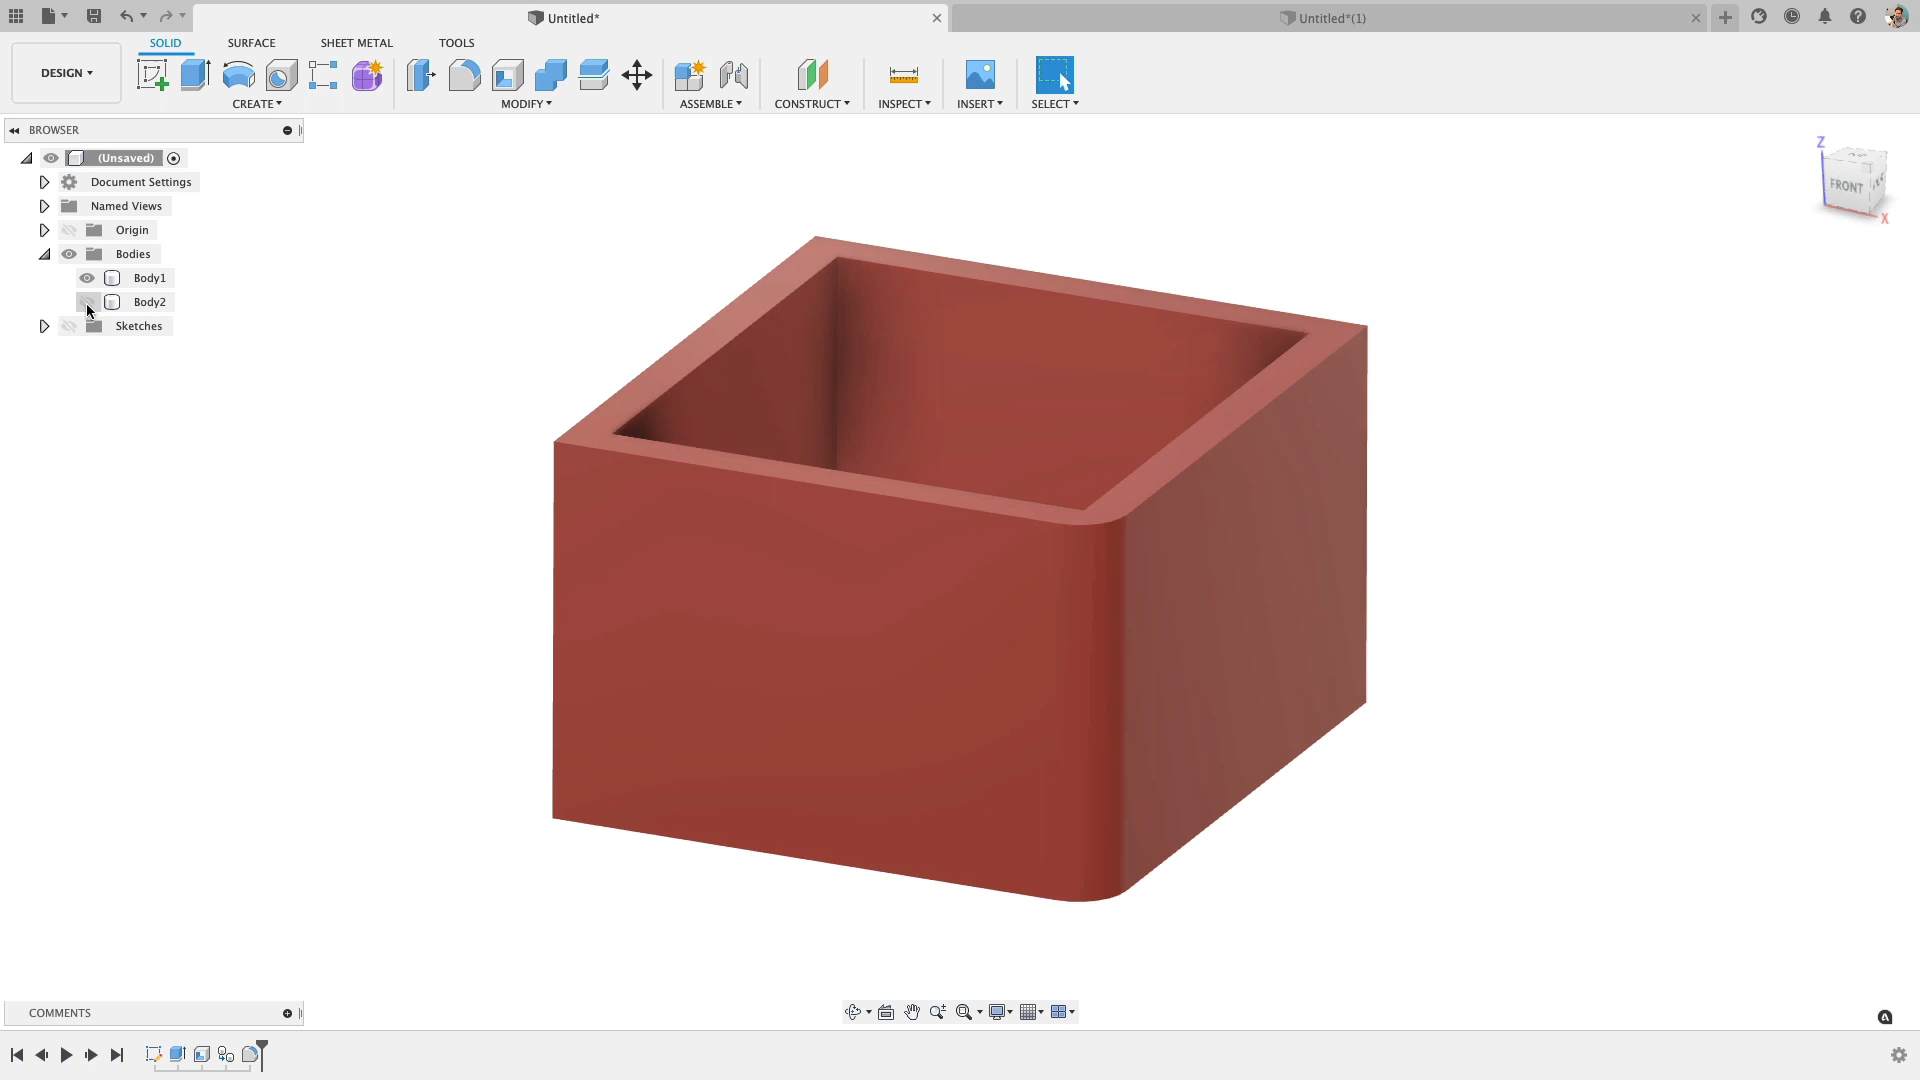 Untitled*
Untitled*(1)
DESIGN
SOLID
SURFACE
SHEET METAL
TOOLS
CREATE
MODIFY
ASSEMBLE
CONSTRUCT
INSPECT
INSERT
SELECT
BROWSER
(Unsaved)
Document Settings
Named Views
Origin
Bodies
Body1
Body2
Sketches
Z
FRONT
X
COMMENTS